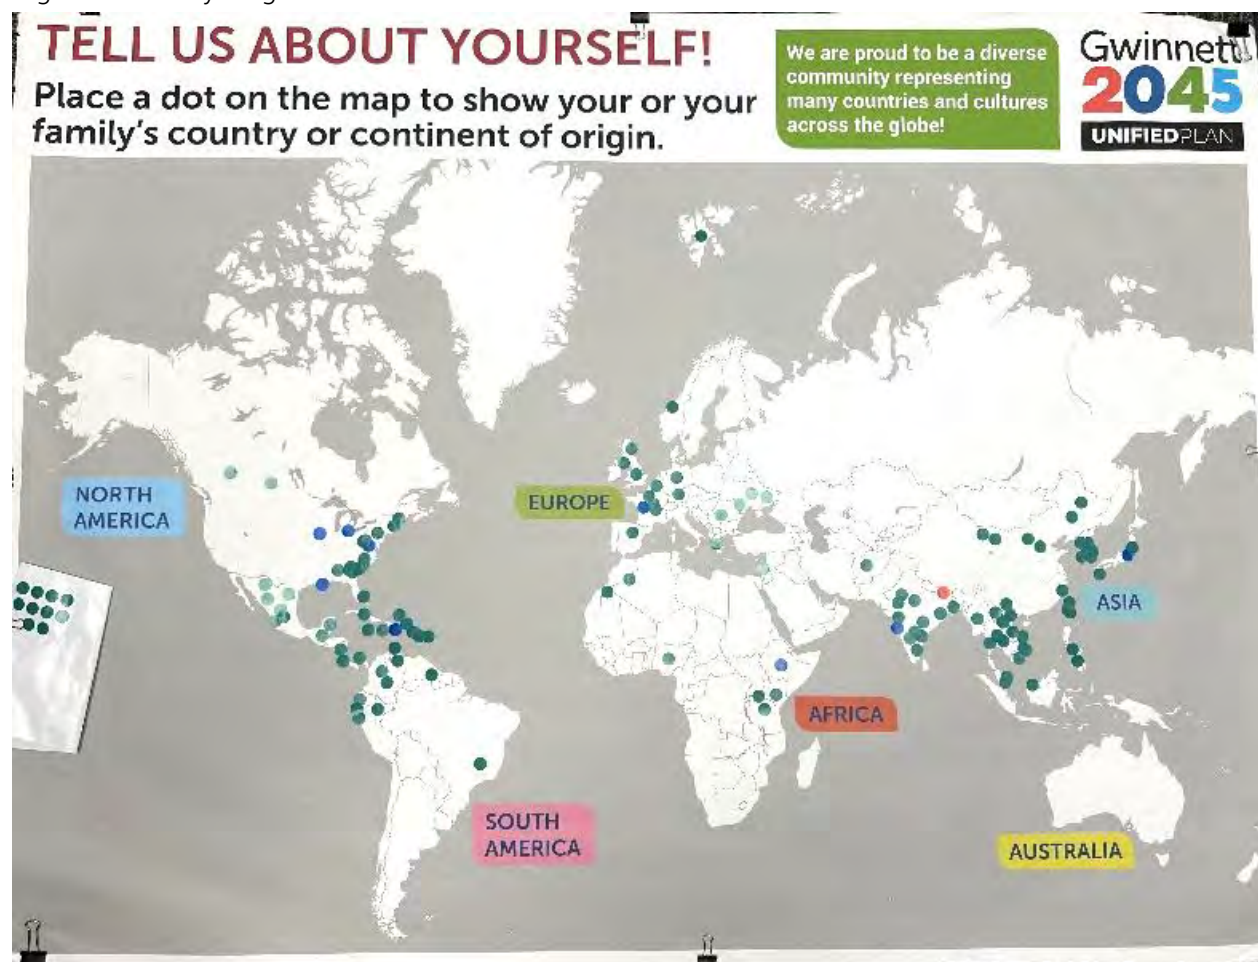 TELL US ABOUT YOURSELF!
Place a dot on the map to show your or your
family's country or continent of origin.
We are proud to be a diverse
community representing
many countries and cultures
across the globe!
Gwinnett
2045
UNIFIEDPLAN
NORTH
AMERICA
EUROPE
ASIA
AFRICA
SOUTH
AMERICA
AUSTRALIA